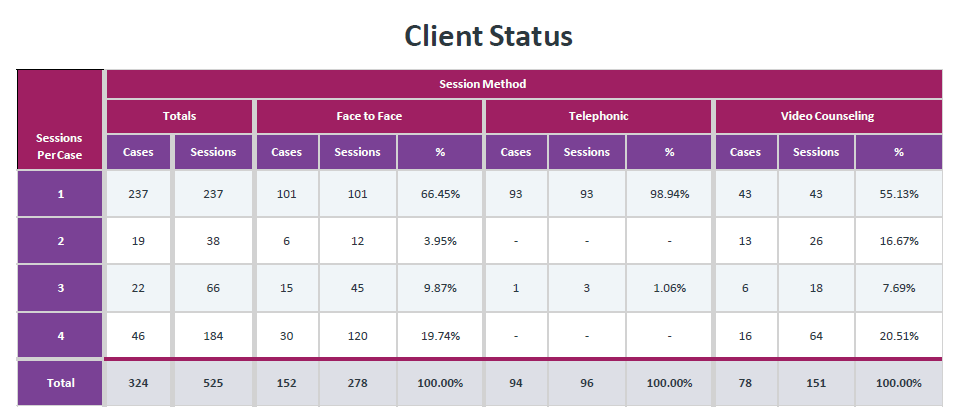 Client Status
Session Method
Totals Face to Face Telephonic Video Counseling
Sessions
Per Case
Cases Sessions Cases Sessions % Cases Sessions % Cases Sessions %
1 237 237 101 101 66.45% 93 93 98.94% 43 43 55.13%
2 19 38 6 12 3.95% - - - 13 26 16.67%
3 22 66 15 45 9.87% 1 3 1.06% 6 18 7.69%
4 46 184 30 120 19.74% - - - 16 64 20.51%
Total 324 525 152 278 100.00% 94 96 100.00% 78 151 100.00%